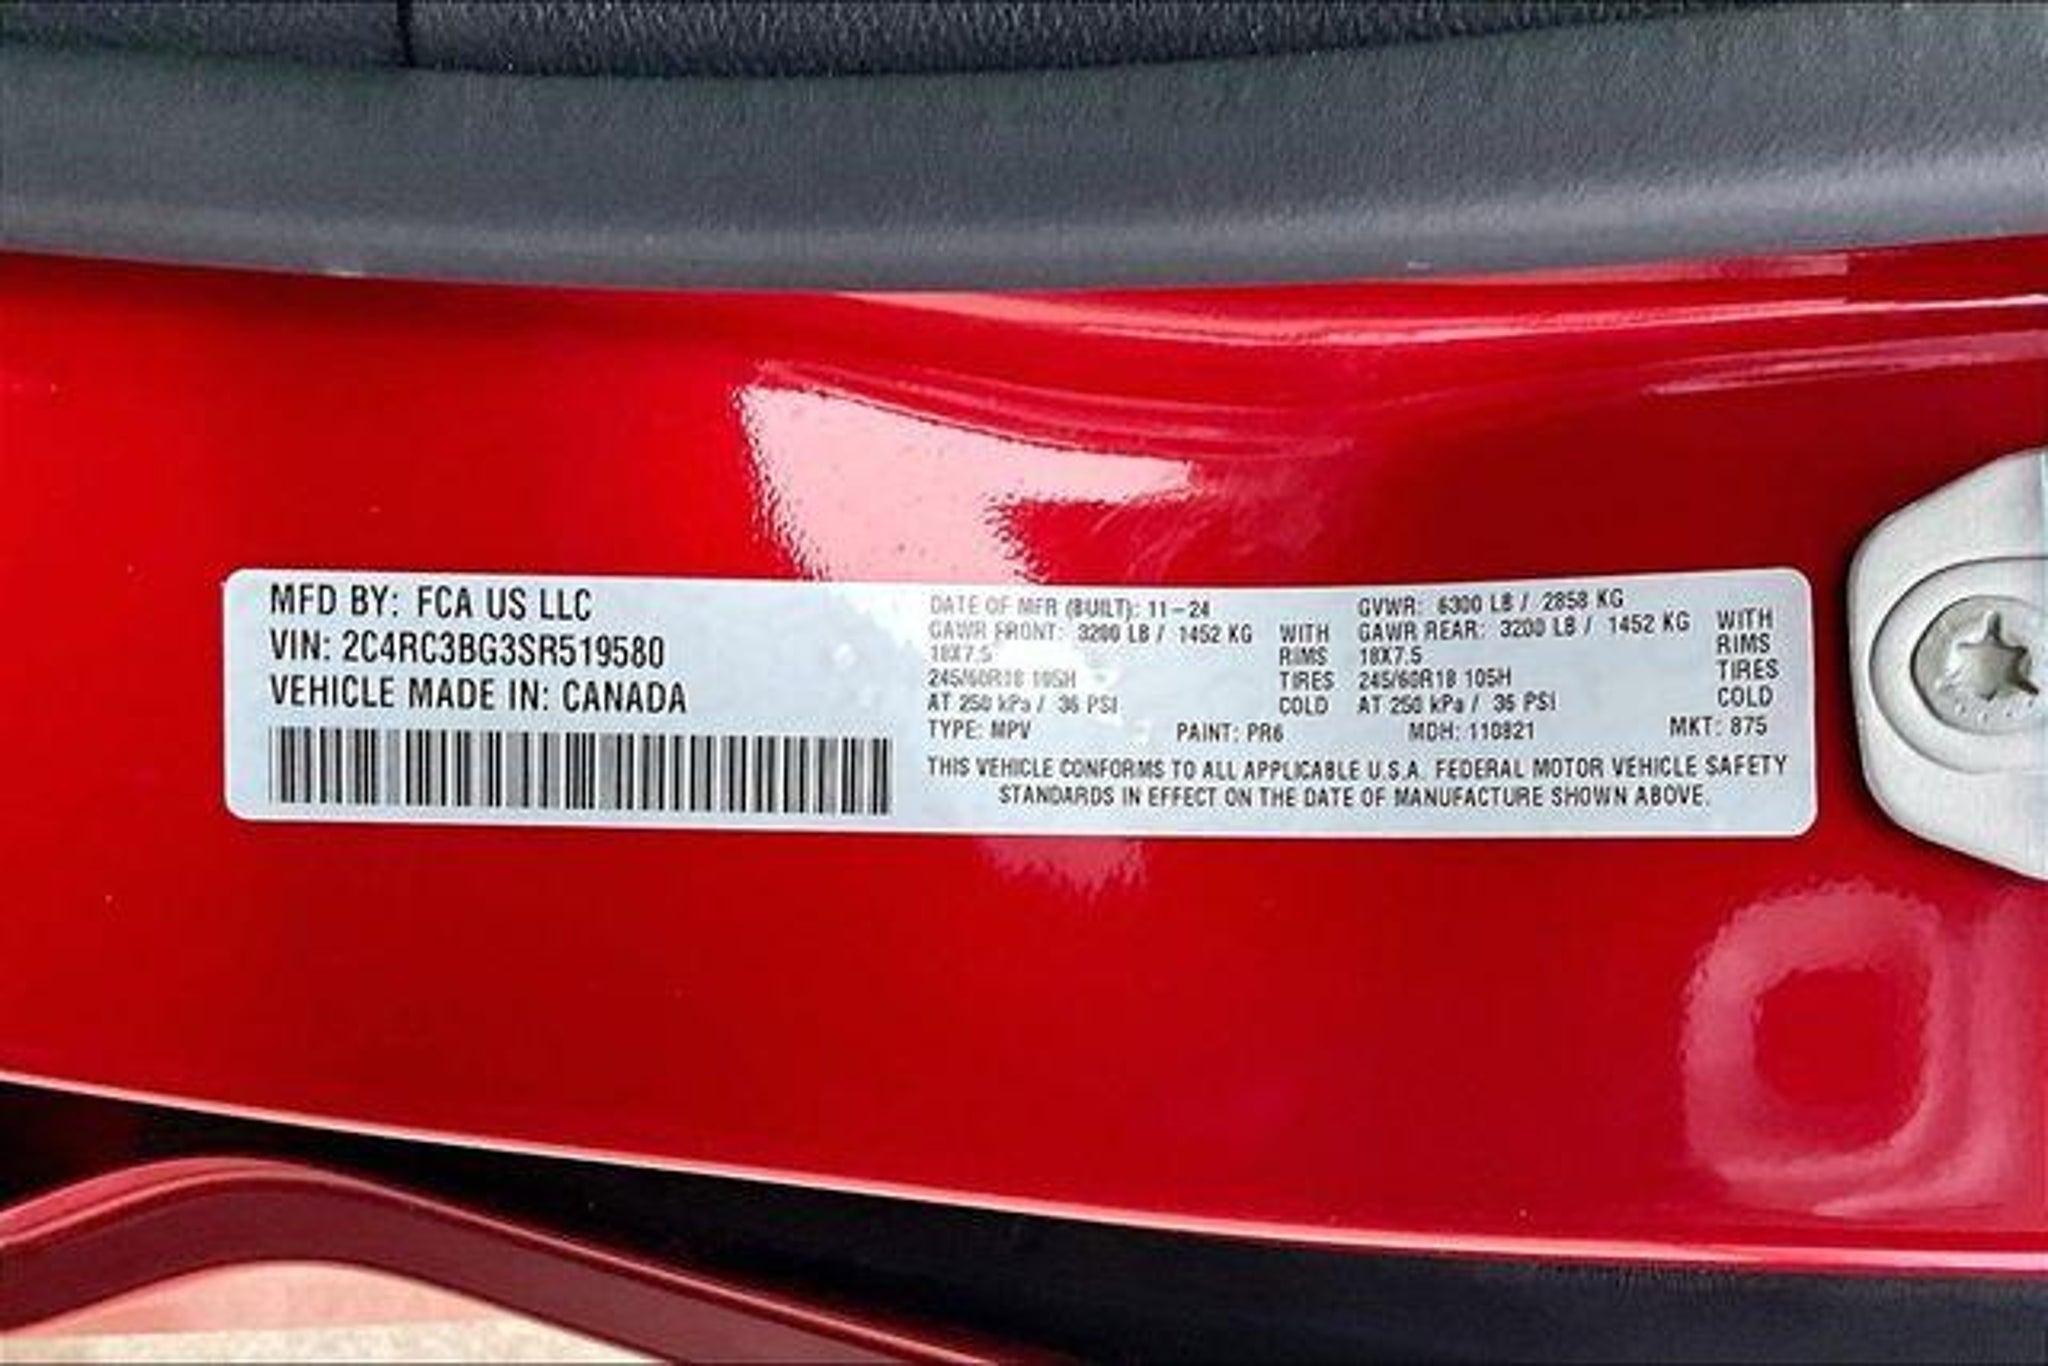 MFD BY: FCA US LLC
VIN: 2C4RC3BG3SR519580
VEHICLE MADE IN: CANADA
DATE OF MFR (BUILT): 11-24 GVWR: 6300 LB / 2858 KG
GAWR FRONT: 3200 LB / 1452 KG WITH GAWR REAR: 3200 LB / 1452 KG WITH
18X7.5 RIMS 18X7.5 RIMS
245/60R18 105H TIRES 245/60R18 105H TIRES
AT 250 kPa / 36 PSI COLD AT 250 kPa / 36 PSI COLD
TYPE: MPV PAINT: PR6 MDH: 110821 MKT: 875
THIS VEHICLE CONFORMS TO ALL APPLICABLE U.S.A. FEDERAL MOTOR VEHICLE SAFETY
STANDARDS IN EFFECT ON THE DATE OF MANUFACTURE SHOWN ABOVE.